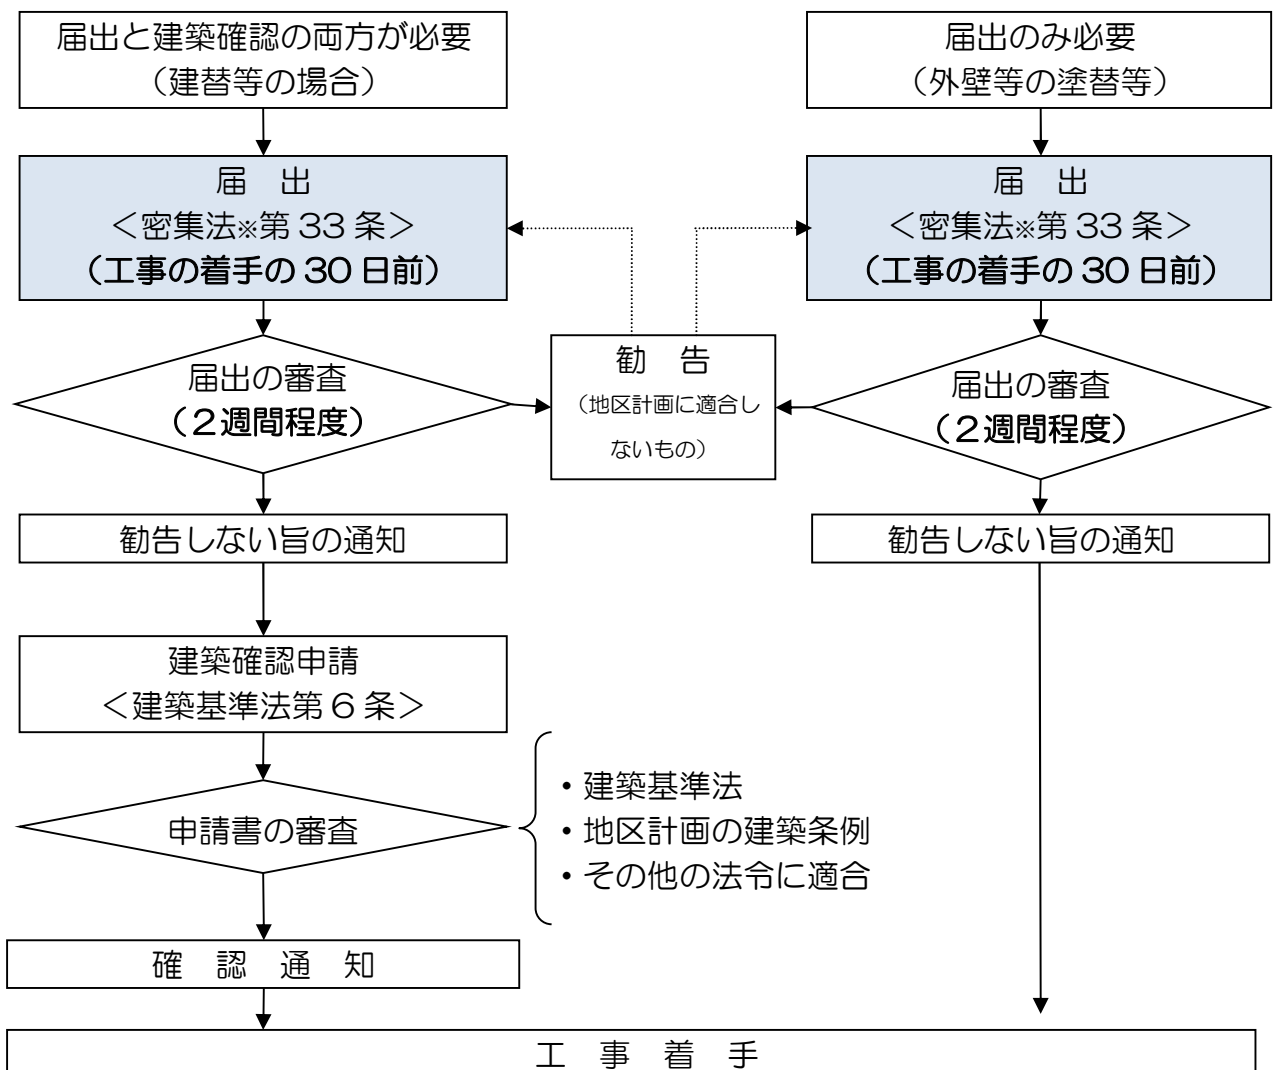 届出と建築確認の両方が必要
（建替等の場合）
届出のみ必要
（外壁等の塗替等）
届　出
＜密集法※第 33 条＞
（工事の着手の 30 日前）
届　出
＜密集法※第 33 条＞
（工事の着手の 30 日前）
届出の審査
（２週間程度）
勧　告
（地区計画に適合し
ないもの）
届出の審査
（２週間程度）
勧告しない旨の通知
勧告しない旨の通知
建築確認申請
＜建築基準法第 6 条＞
申請書の審査
・建築基準法
・地区計画の建築条例
・その他の法令に適合
確　認　通　知
工　事　着　手